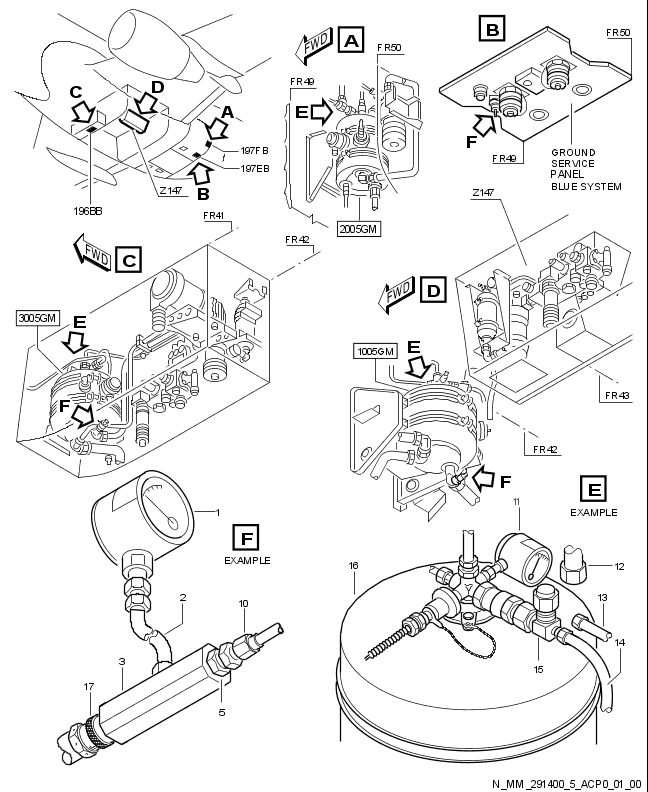 C
D
A
197FB
197EB
B
Z147
196BB
FWD
A
FR50
FR49
E
2005GM
B
FR50
F
FR49
GROUND
SERVICE
PANEL
BLUE SYSTEM
FR41
FR42
FWD
C
3005GM
E
F
Z147
FWD
D
E
1005GM
FR43
FR42
F
E
EXAMPLE
1
F
EXAMPLE
2
10
3
17
5
11
16
12
13
14
15
N_MM_291400_5_ACP0_01_00